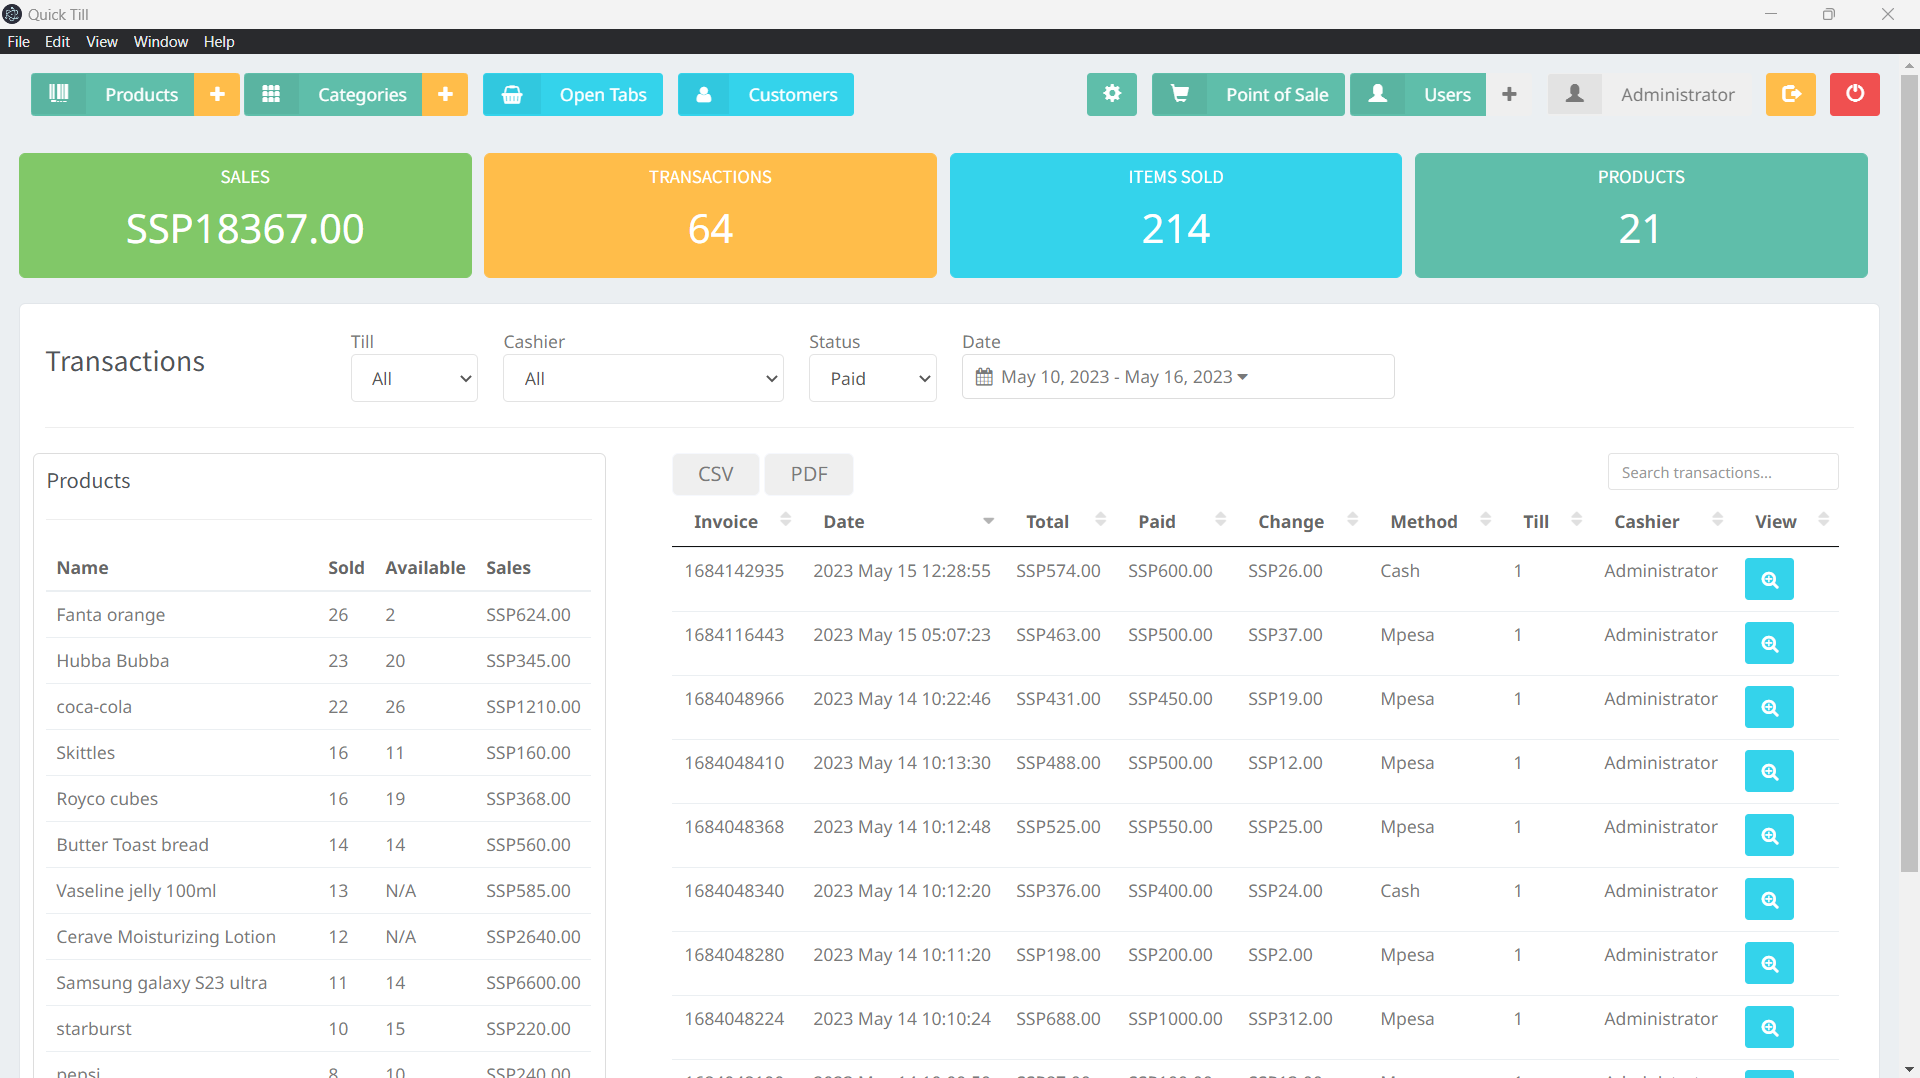 Quick Till
File Edit View Window Help
Products Categories Open Tabs Customers Point of Sale Users Administrator
SALES
SSP18367.00
TRANSACTIONS
64
ITEMS SOLD
214
PRODUCTS
21
Transactions
Till
All
Cashier
All
Status
Paid
Date
May 10, 2023 - May 16, 2023
Products
Name Sold Available Sales
Fanta orange 26 2 SSP624.00
Hubba Bubba 23 20 SSP345.00
coca-cola 22 26 SSP1210.00
Skittles 16 11 SSP160.00
Royco cubes 16 19 SSP368.00
Butter Toast bread 14 14 SSP560.00
Vaseline jelly 100ml 13 N/A SSP585.00
Cerave Moisturizing Lotion 12 N/A SSP2640.00
Samsung galaxy S23 ultra 11 14 SSP6600.00
starburst 10 15 SSP220.00
pepsi 8 10 SSP240.00
CSV PDF
Search transactions...
Invoice Date Total Paid Change Method Till Cashier View
1684142935 2023 May 15 12:28:55 SSP574.00 SSP600.00 SSP26.00 Cash 1 Administrator
1684116443 2023 May 15 05:07:23 SSP463.00 SSP500.00 SSP37.00 Mpesa 1 Administrator
1684048966 2023 May 14 10:22:46 SSP431.00 SSP450.00 SSP19.00 Mpesa 1 Administrator
1684048410 2023 May 14 10:13:30 SSP488.00 SSP500.00 SSP12.00 Mpesa 1 Administrator
1684048368 2023 May 14 10:12:48 SSP525.00 SSP550.00 SSP25.00 Mpesa 1 Administrator
1684048340 2023 May 14 10:12:20 SSP376.00 SSP400.00 SSP24.00 Cash 1 Administrator
1684048280 2023 May 14 10:11:20 SSP198.00 SSP200.00 SSP2.00 Mpesa 1 Administrator
1684048224 2023 May 14 10:10:24 SSP688.00 SSP1000.00 SSP312.00 Mpesa 1 Administrator